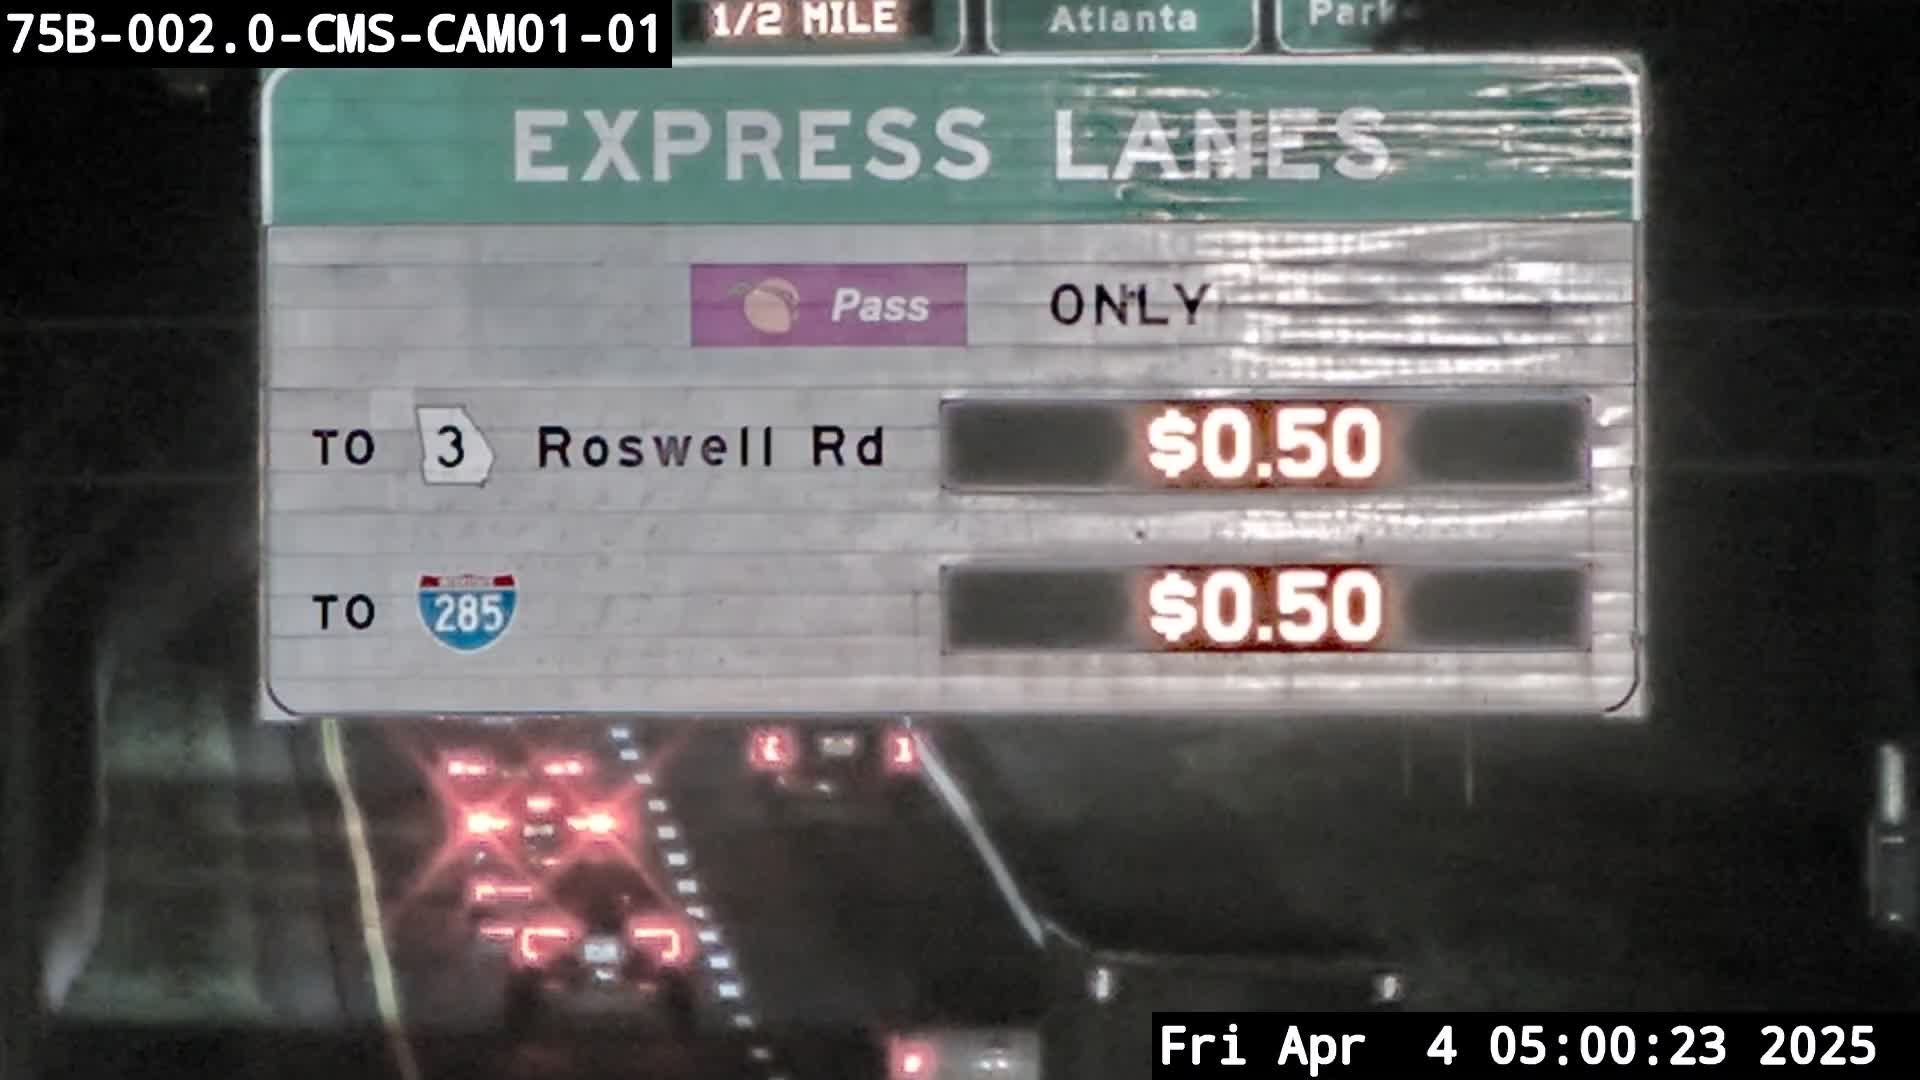 75B-002.0-CMS-CAM01-01
1/2 MILE
Atlanta
EXPRESS LANES
Pass ONLY
TO 3 Roswell Rd $0.50
TO 285 $0.50
Fri Apr 4 05:00:23 2025